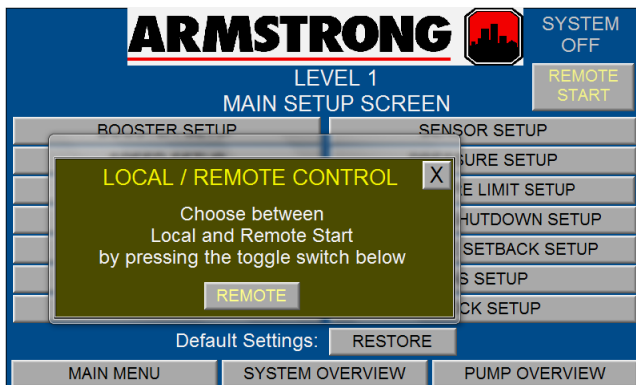 ARMSTRONG
SYSTEM
OFF
LEVEL 1
MAIN SETUP SCREEN
REMOTE
START
BOOSTER SETUP
SENSOR SETUP
SURE SETUP
E LIMIT SETUP
HUTDOWN SETUP
SETBACK SETUP
S SETUP
CK SETUP
LOCAL / REMOTE CONTROL
X
Choose between
Local and Remote Start
by pressing the toggle switch below
REMOTE
Default Settings: RESTORE
MAIN MENU
SYSTEM OVERVIEW
PUMP OVERVIEW